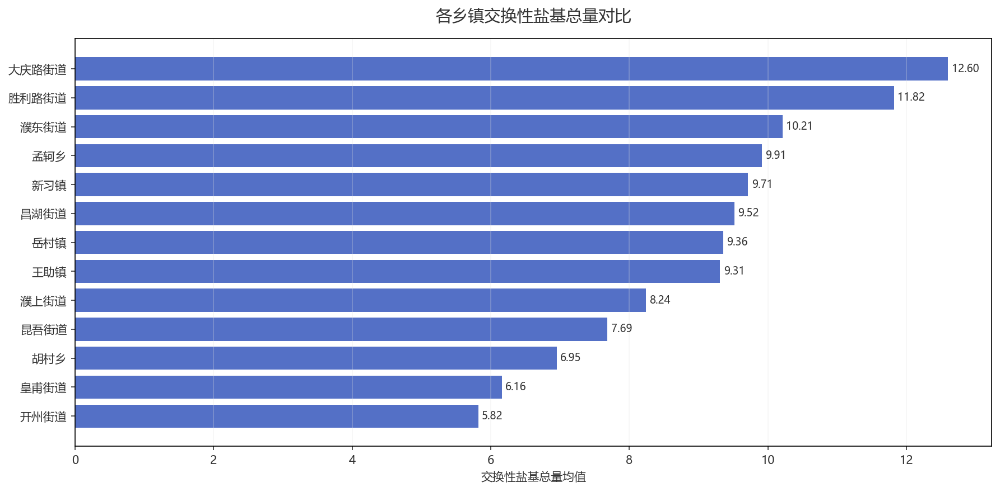 各乡镇交换性盐基总量对比
大庆路街道 12.60
胜利路街道 11.82
濮东街道 10.21
孟轲乡 9.91
新习镇 9.71
昌湖街道 9.52
岳村镇 9.36
王助镇 9.31
濮上街道 8.24
昆吾街道 7.69
胡村乡 6.95
皇甫街道 6.16
开州街道 5.82
0 2 4 6 8 10 12
交换性盐基总量均值